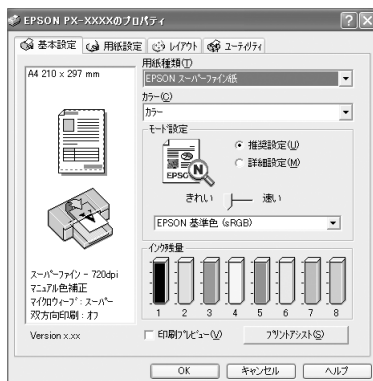 EPSON PX-XXXXのプロパティ
基本設定 用紙設定 レイアウト ユーティリティ
A4 210 x 297 mm
用紙種類(T)
EPSON スーパーファイン紙
カラー(C)
カラー
モード設定
推奨設定(U)
詳細設定(M)
EPSO N
きれい 速い
EPSON 基準色 (sRGB)
インク残量
1 2 3 4 5 6 7 8
スーパーファイン - 720dpi
マニュアル色補正
マイクロウィーブ : スーパー
双方向印刷 : オフ
Version x.xx
印刷プレビュー(V)
プリントアシスト(S)
OK キャンセル ヘルプ